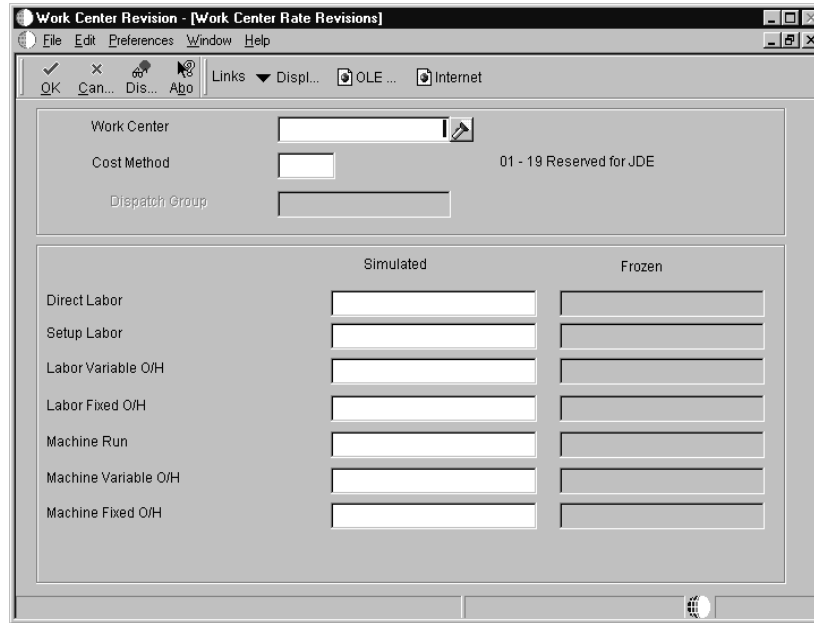 Work Center Revision - [Work Center Rate Revisions]
File Edit Preferences Window Help
OK Can... Dis... Abo Links Displ... OLE ... Internet
Work Center
Cost Method 01 - 19 Reserved for JDE
Dispatch Group
Simulated Frozen
Direct Labor
Setup Labor
Labor Variable O/H
Labor Fixed O/H
Machine Run
Machine Variable O/H
Machine Fixed O/H